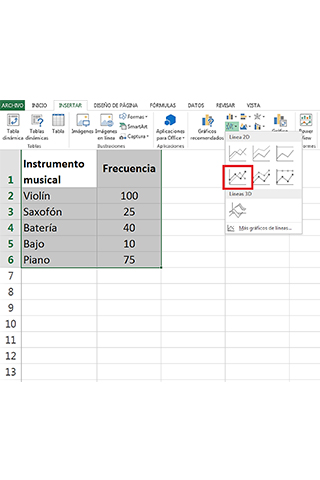 ARCHIVO INICIO INSERTAR DISEÑO DE PÁGINA FÓRMULAS DATOS REVISAR VISTA
Tabla dinámica
Tablas dinámicas
Tabla
Imágenes
Imágenes en línea
Formas
SmartArt
Captura
Aplicaciones para Office
Gráficos recomendados
Power View
Tablas Ilustraciones Aplicaciones
Línea 2D
Líneas 3D
Más gráficos de líneas...
1 Instrumento musical Frecuencia
2 Violín 100
3 Saxofón 25
4 Batería 40
5 Bajo 10
6 Piano 75
7
8
9
10
11
12
13